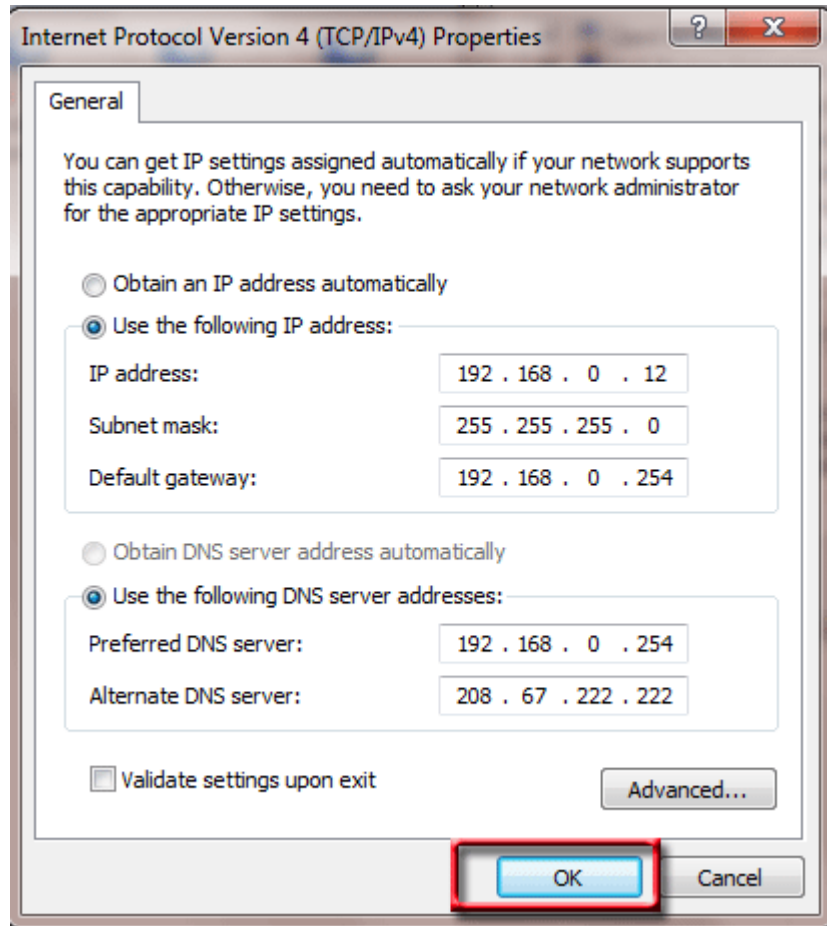 Internet Protocol Version 4 (TCP/IPv4) Properties
General
You can get IP settings assigned automatically if your network supports
this capability. Otherwise, you need to ask your network administrator
for the appropriate IP settings.
Obtain an IP address automatically
Use the following IP address:
IP address: 192 . 168 . 0 . 12
Subnet mask: 255 . 255 . 255 . 0
Default gateway: 192 . 168 . 0 . 254
Obtain DNS server address automatically
Use the following DNS server addresses:
Preferred DNS server: 192 . 168 . 0 . 254
Alternate DNS server: 208 . 67 . 222 . 222
Validate settings upon exit
Advanced...
OK Cancel